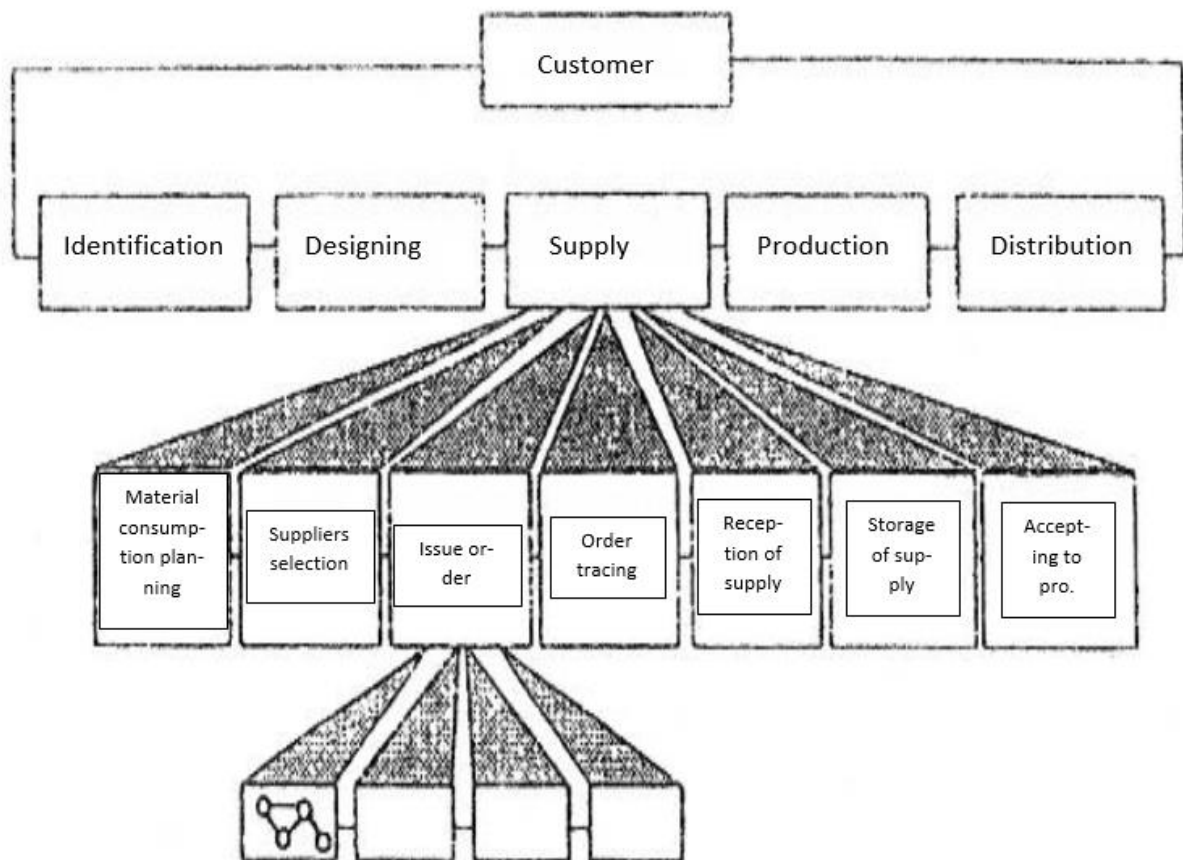 Customer
Identification
Designing
Supply
Production
Distribution
Material
consump-
tion plan-
ning
Suppliers
selection
Issue or-
der
Order
tracing
Recep-
tion of
supply
Storage
of sup-
ply
Accept-
ing to
pro.